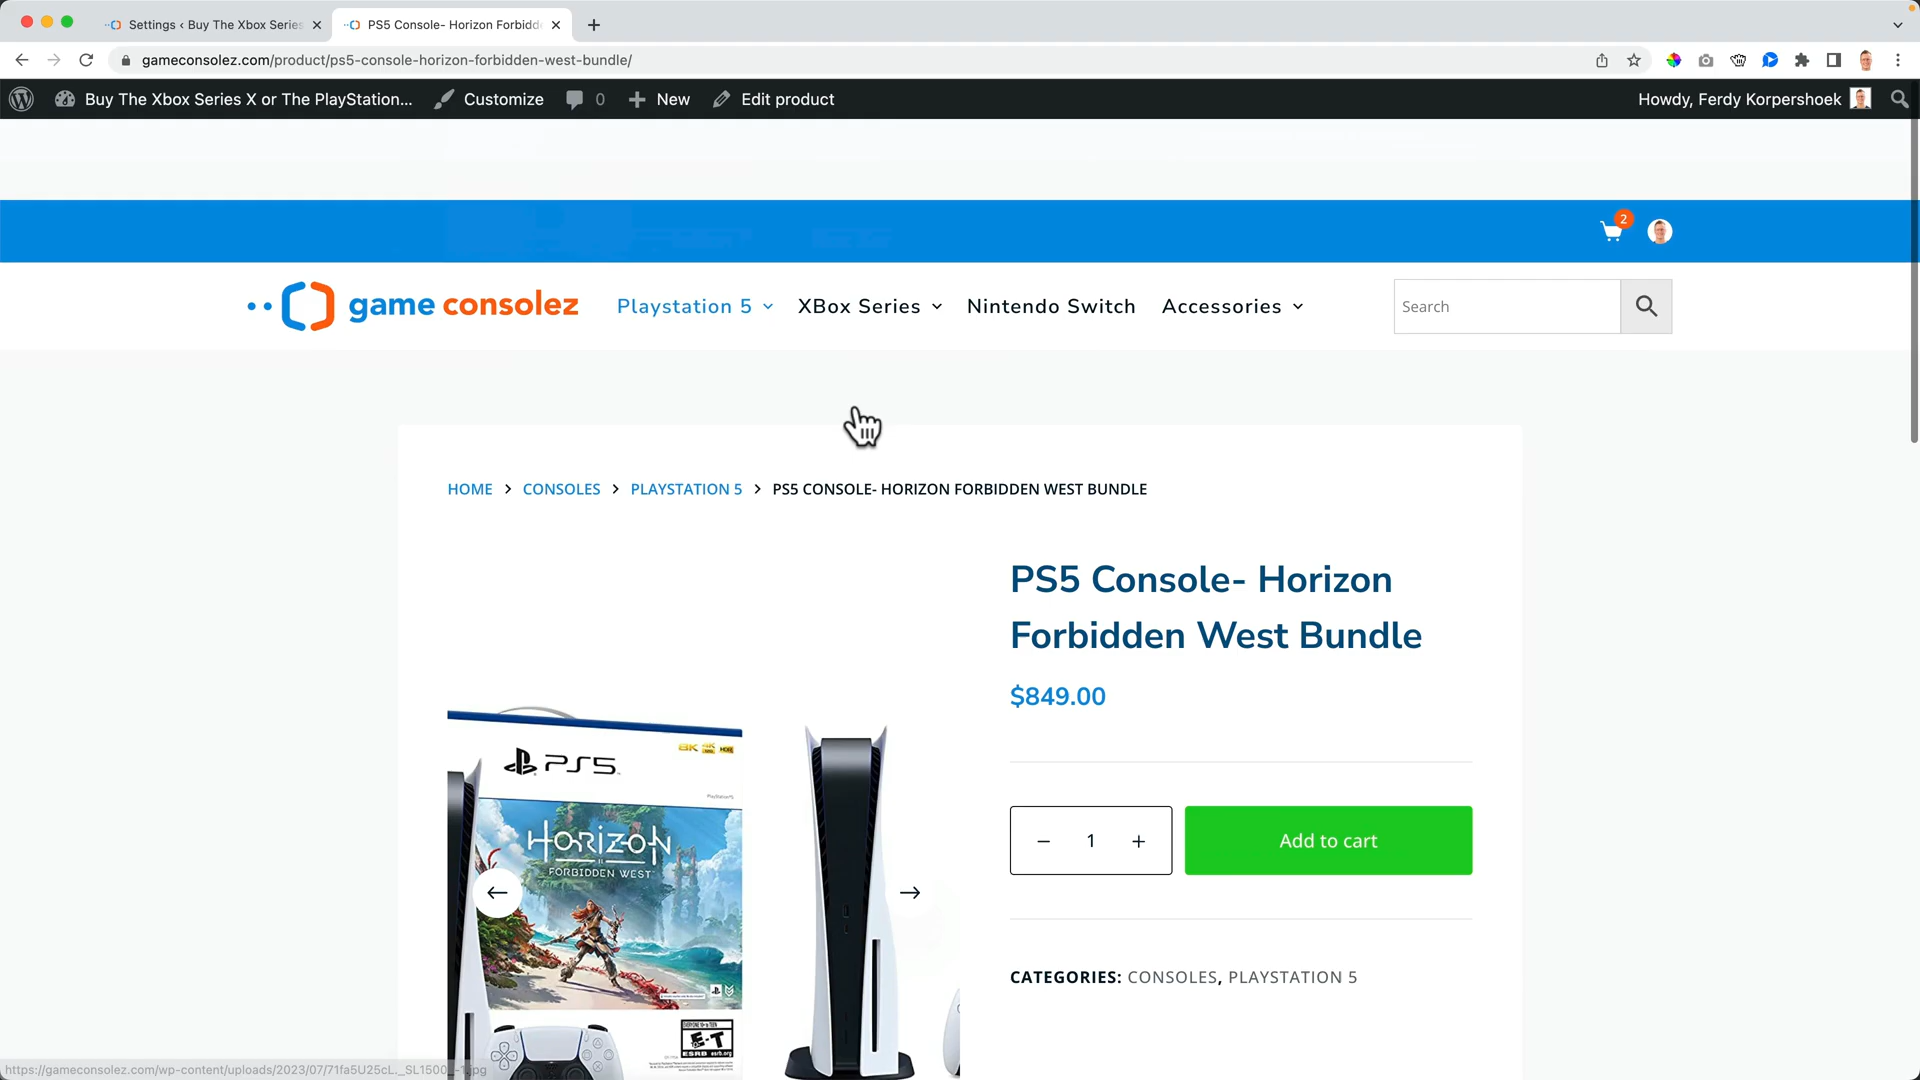 Settings ‹ Buy The Xbox Series
PS5 Console- Horizon Forbidd
gameconsolez.com/product/ps5-console-horizon-forbidden-west-bundle/
Buy The Xbox Series X or The PlayStation...
Customize
0
New
Edit product
Howdy, Ferdy Korpershoek
2
game consolez
Playstation 5
XBox Series
Nintendo Switch
Accessories
Search
HOME > CONSOLES > PLAYSTATION 5 > PS5 CONSOLE- HORIZON FORBIDDEN WEST BUNDLE
PS5 Console- Horizon
Forbidden West Bundle
$849.00
8K 4K HDR
PS5
PlayStation 5
HORIZON
FORBIDDEN WEST
− 1 +
Add to cart
CATEGORIES: CONSOLES, PLAYSTATION 5
E-T
ESRB
https://gameconsolez.com/wp-content/uploads/2023/07/71fa5U25cL._SL1500_-1.jpg